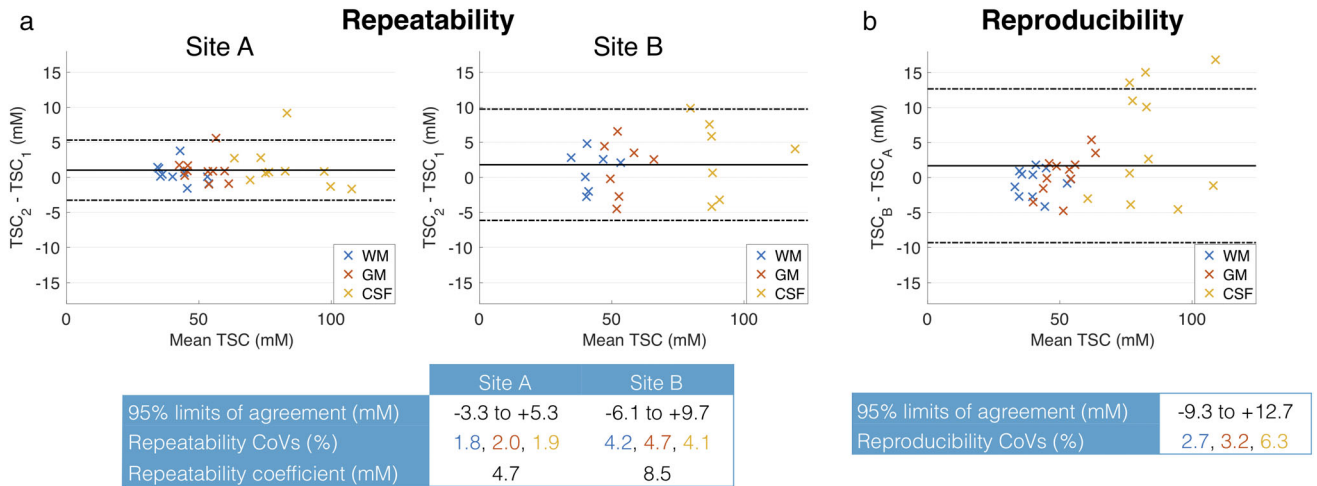 a
Repeatability
b
Reproducibility
Site A
Site B
TSC2 - TSC1 (mM)
15
10
5
0
-5
-10
-15
0
50
100
Mean TSC (mM)
WM
GM
CSF
TSC2 - TSC1 (mM)
15
10
5
0
-5
-10
-15
0
50
100
Mean TSC (mM)
WM
GM
CSF
TSCB - TSCA (mM)
15
10
5
0
-5
-10
-15
0
50
100
Mean TSC (mM)
WM
GM
CSF
Site A Site B
95% limits of agreement (mM) -3.3 to +5.3 -6.1 to +9.7
Repeatability CoVs (%) 1.8, 2.0, 1.9 4.2, 4.7, 4.1
Repeatability coefficient (mM) 4.7 8.5
95% limits of agreement (mM) -9.3 to +12.7
Reproducibility CoVs (%) 2.7, 3.2, 6.3